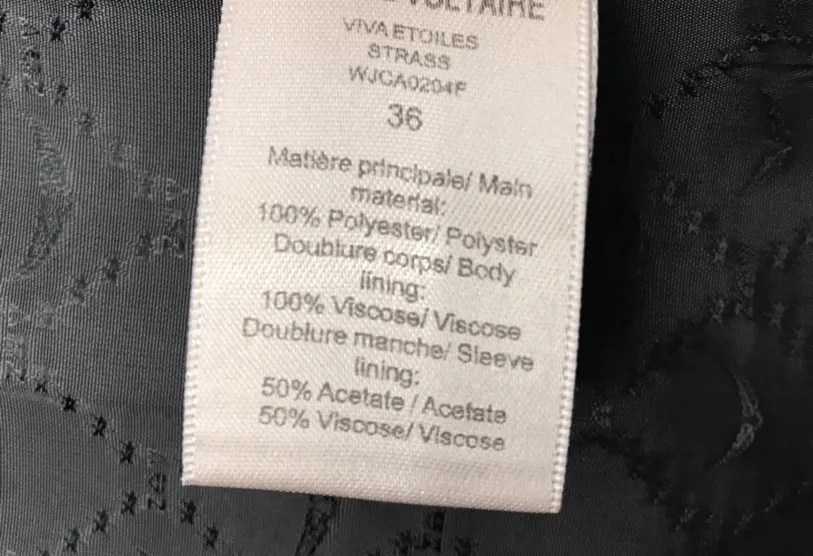 VOLTAIRE
VIVA ETOILES
STRASS
WJCA0204F
36
Matière principale/ Main
material:
100% Polyester/ Polyster
Doublure corps/ Body
lining:
100% Viscose/ Viscose
Doublure manche/ Sleeve
lining:
50% Acetate / Acetate
50% Viscose/ Viscose